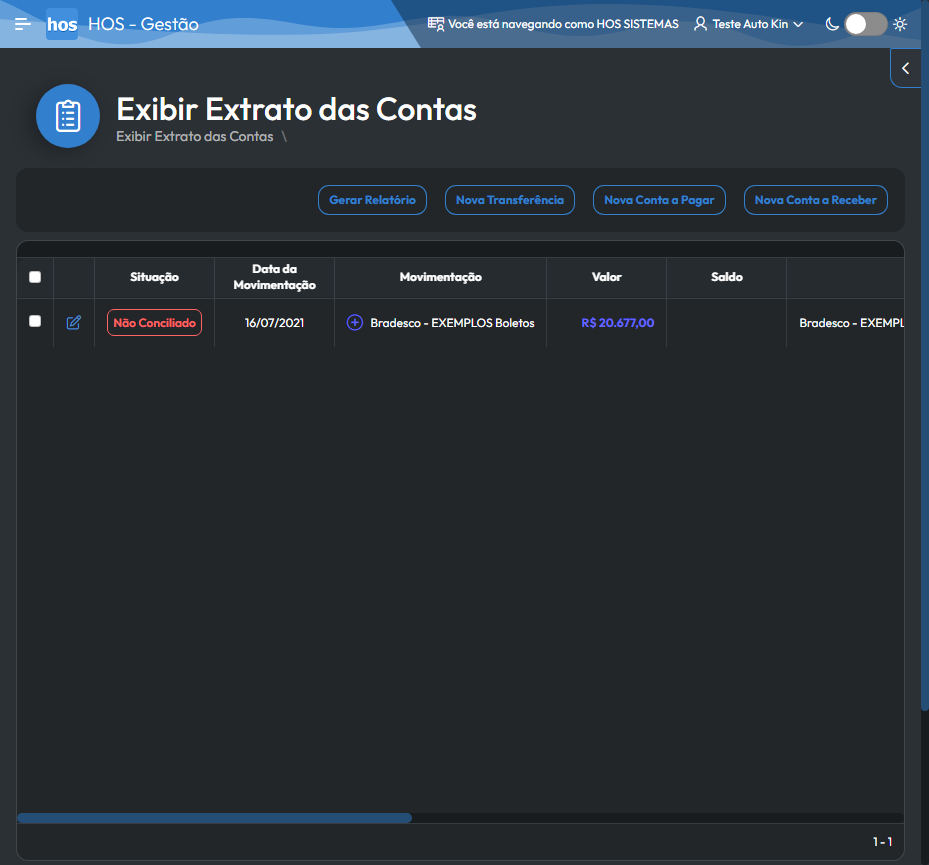 hos HOS - Gestão Você está navegando como HOS SISTEMAS Teste Auto Kin
Exibir Extrato das Contas
Exibir Extrato das Contas \
Gerar Relatório Nova Transferência Nova Conta a Pagar Nova Conta a Receber
Situação Data da Movimentação Movimentação Valor Saldo
Não Conciliado 16/07/2021 Bradesco - EXEMPLOS Boletos R$ 20.677,00 Bradesco - EXEMPL
1 - 1